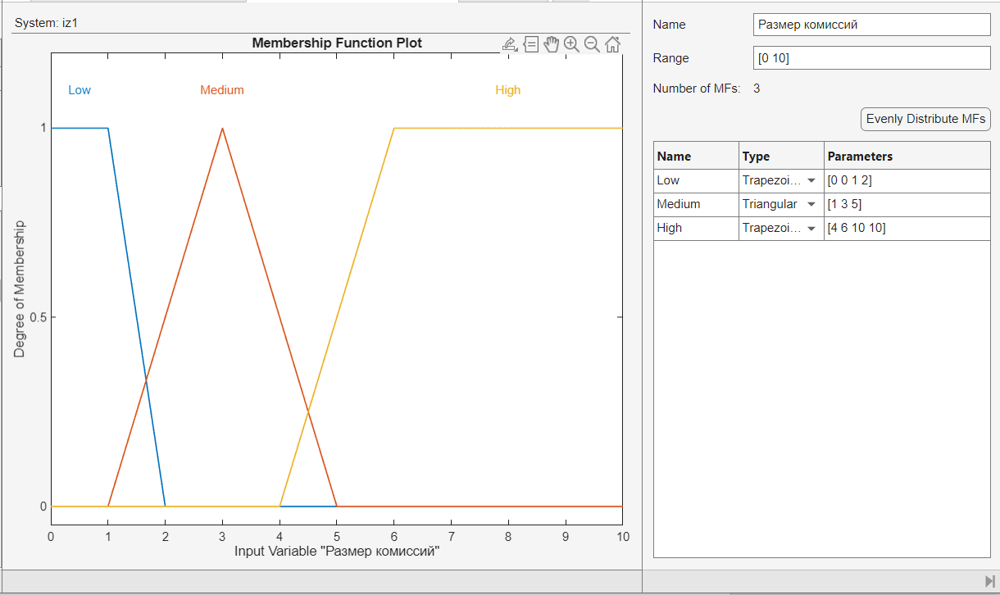 System: iz1
Membership Function Plot
Low
Medium
High
1
0.5
0
Degree of Membership
0 1 2 3 4 5 6 7 8 9 10
Input Variable "Размер комиссий"
Name Размер комиссий
Range [0 10]
Number of MFs: 3
Evenly Distribute MFs
Name Type Parameters
Low Trapezoi... [0 0 1 2]
Medium Triangular [1 3 5]
High Trapezoi... [4 6 10 10]